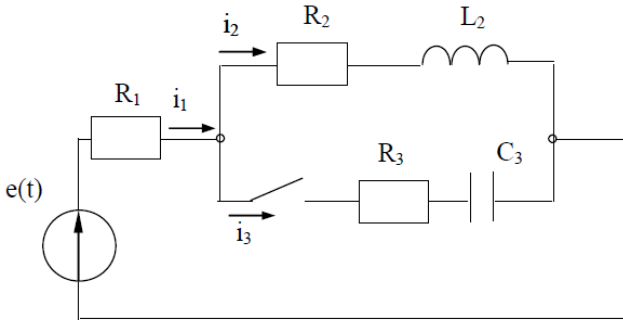 i₂
R₂
L₂
R₁
i₁
R₃
C₃
e(t)
i₃